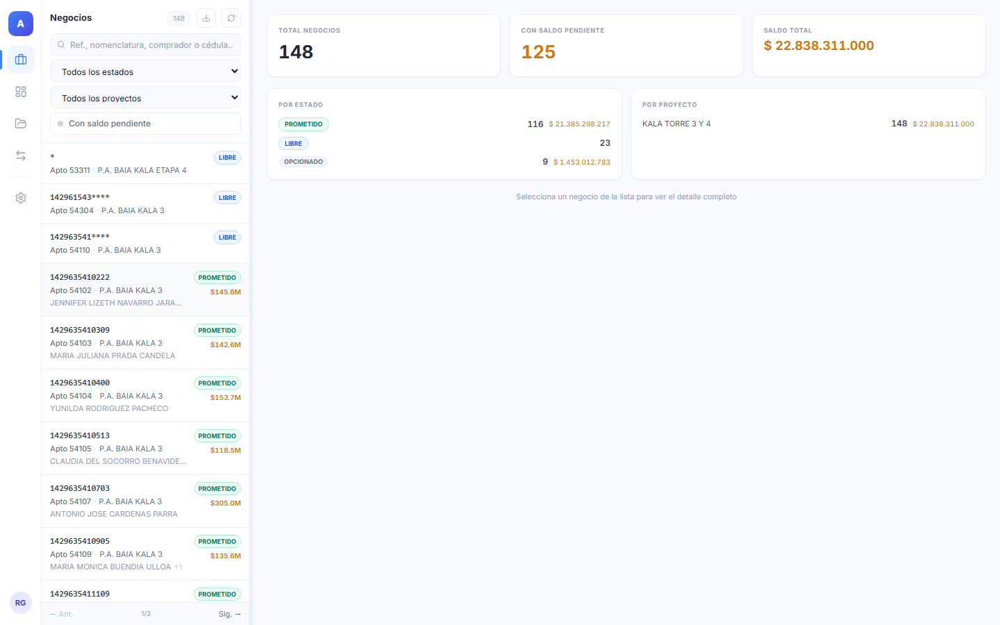 A
Negocios
148
Ref., nomenclatura, comprador o cédula..
Todos los estados
Todos los proyectos
Con saldo pendiente
*
LIBRE
Apto 53311 · P.A. BAIA KALA ETAPA 4
142961543****
LIBRE
Apto 54304 · P.A. BAIA KALA 3
142963541****
LIBRE
Apto 54110 · P.A. BAIA KALA 3
1429635410222
PROMETIDO
Apto 54102 · P.A. BAIA KALA 3
$145.6M
JENNIFER LIZETH NAVARRO JARA...
1429635410309
PROMETIDO
Apto 54103 · P.A. BAIA KALA 3
$142.6M
MARIA JULIANA PRADA CANDELA
1429635410400
PROMETIDO
Apto 54104 · P.A. BAIA KALA 3
$153.7M
YUNILDA RODRIGUEZ PACHECO
1429635410513
PROMETIDO
Apto 54105 · P.A. BAIA KALA 3
$118.5M
CLAUDIA DEL SOCORRO BENAVIDE...
1429635410703
PROMETIDO
Apto 54107 · P.A. BAIA KALA 3
$305.0M
ANTONIO JOSE CARDENAS PARRA
1429635410905
PROMETIDO
Apto 54109 · P.A. BAIA KALA 3
$135.6M
MARIA MONICA BUENDIA ULLOA +1
1429635411109
PROMETIDO
← Ant.
1/3
Sig. →
RG
TOTAL NEGOCIOS
148
CON SALDO PENDIENTE
125
SALDO TOTAL
$ 22.838.311.000
POR ESTADO
PROMETIDO 116 $ 21.385.298.217
LIBRE 23
OPCIONADO 9 $ 1.453.012.783
POR PROYECTO
KALA TORRE 3 Y 4 148 $ 22.838.311.000
Selecciona un negocio de la lista para ver el detalle completo